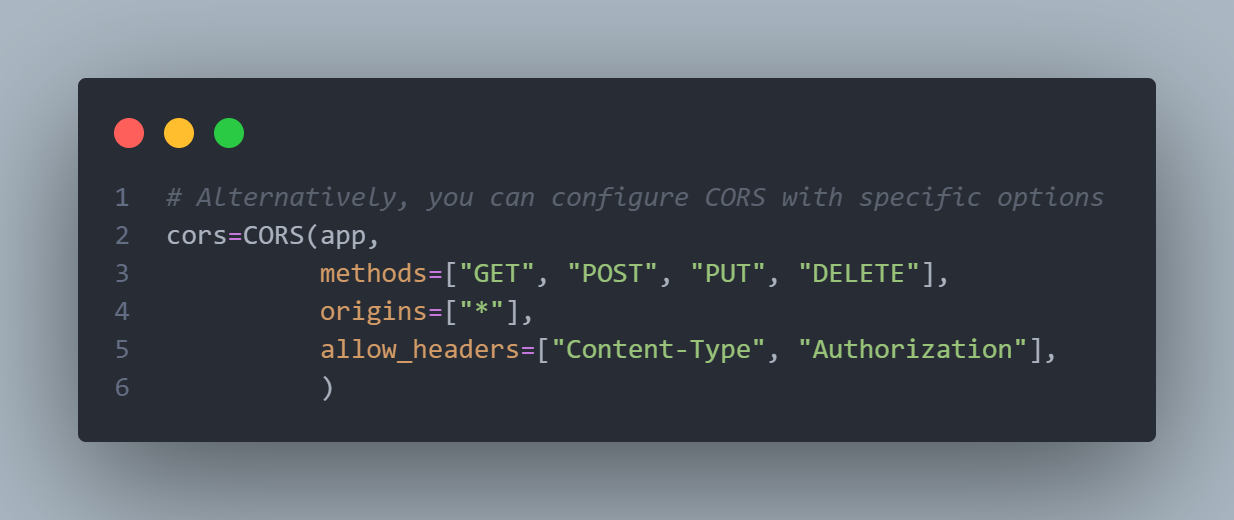 1 # Alternatively, you can configure CORS with specific options
2 cors=CORS(app,
3           methods=["GET", "POST", "PUT", "DELETE"],
4           origins=["*"],
5           allow_headers=["Content-Type", "Authorization"],
6           )